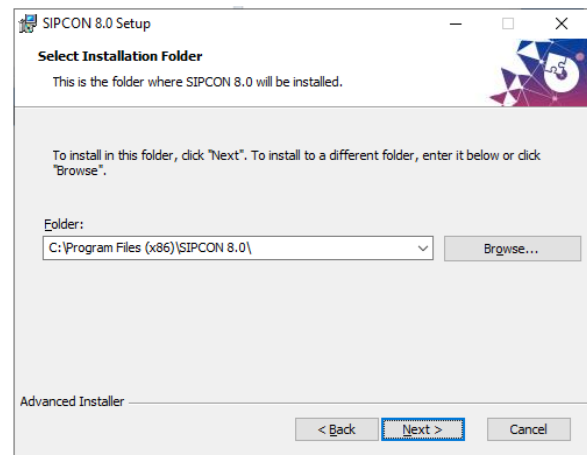 SIPCON 8.0 Setup
Select Installation Folder
This is the folder where SIPCON 8.0 will be installed.
To install in this folder, click "Next". To install to a different folder, enter it below or click
"Browse".
Folder:
C:\Program Files (x86)\SIPCON 8.0\
Browse...
Advanced Installer
< Back
Next >
Cancel